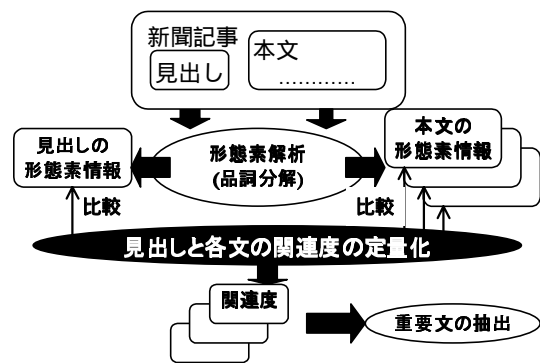 新聞記事
見出し
本文
…………
見出しの
形態素情報
形態素解析
(品詞分解)
本文の
形態素情報
比較
比較
見出しと各文の関連度の定量化
関連度
重要文の抽出